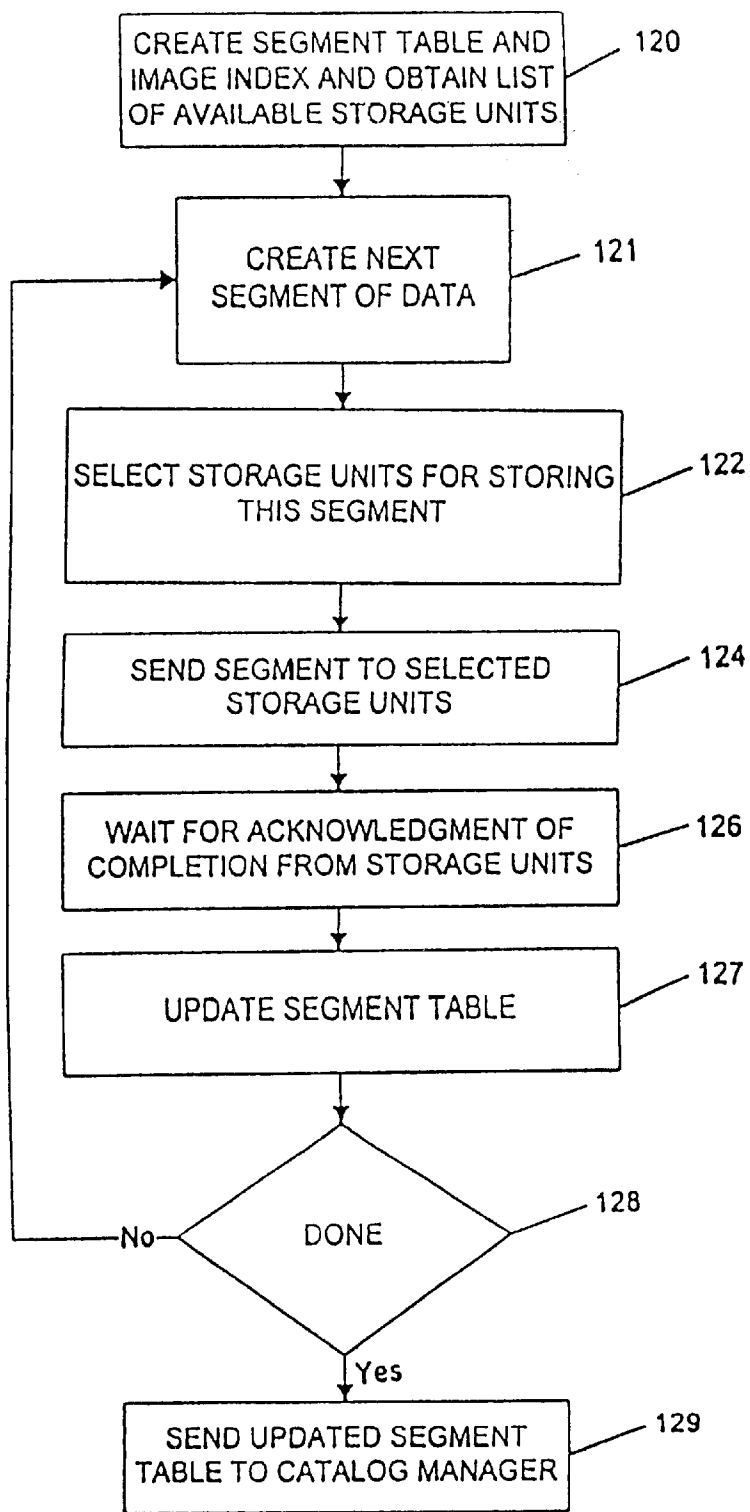 CREATE SEGMENT TABLE AND
IMAGE INDEX AND OBTAIN LIST
OF AVAILABLE STORAGE UNITS
120
CREATE NEXT
SEGMENT OF DATA
121
SELECT STORAGE UNITS FOR STORING
THIS SEGMENT
122
SEND SEGMENT TO SELECTED
STORAGE UNITS
124
WAIT FOR ACKNOWLEDGMENT OF
COMPLETION FROM STORAGE UNITS
126
UPDATE SEGMENT TABLE
127
DONE
128
No
Yes
SEND UPDATED SEGMENT
TABLE TO CATALOG MANAGER
129